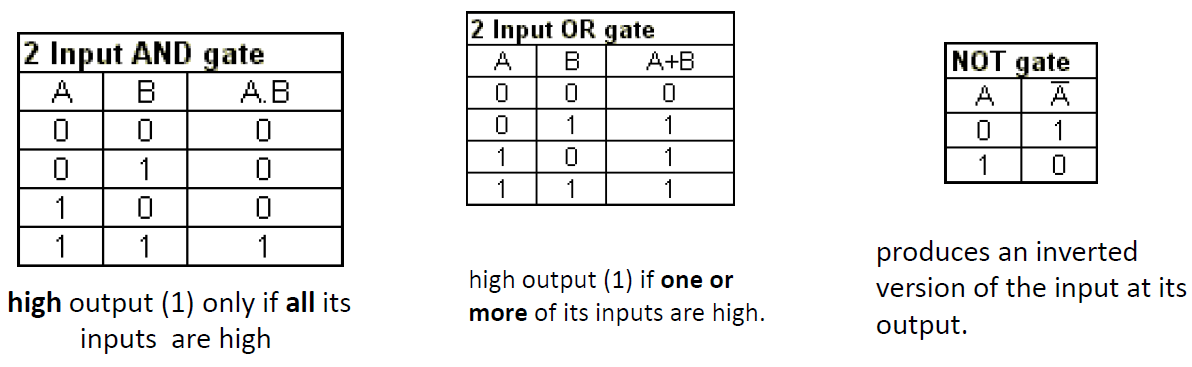 2 Input AND gate
A B A.B
0 0 0
0 1 0
1 0 0
1 1 1
high output (1) only if all its
inputs are high
2 Input OR gate
A B A+B
0 0 0
0 1 1
1 0 1
1 1 1
high output (1) if one or
more of its inputs are high.
NOT gate
A A̅
0 1
1 0
produces an inverted
version of the input at its
output.